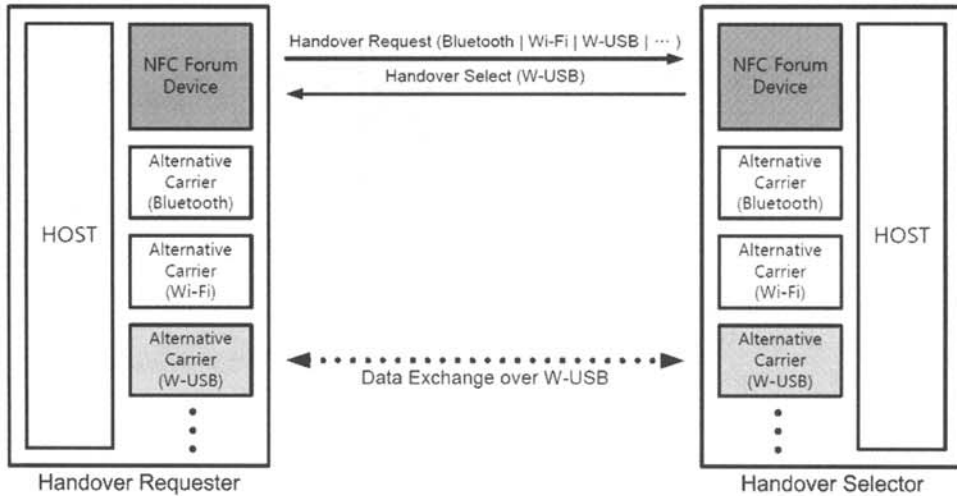 Handover Request (Bluetooth | Wi-Fi | W-USB | ··· )
Handover Select (W-USB)
HOST
NFC Forum
Device
Alternative
Carrier
(Bluetooth)
Alternative
Carrier
(Wi-Fi)
Alternative
Carrier
(W-USB)
Data Exchange over W-USB
NFC Forum
Device
Alternative
Carrier
(Bluetooth)
Alternative
Carrier
(Wi-Fi)
Alternative
Carrier
(W-USB)
HOST
Handover Requester
Handover Selector